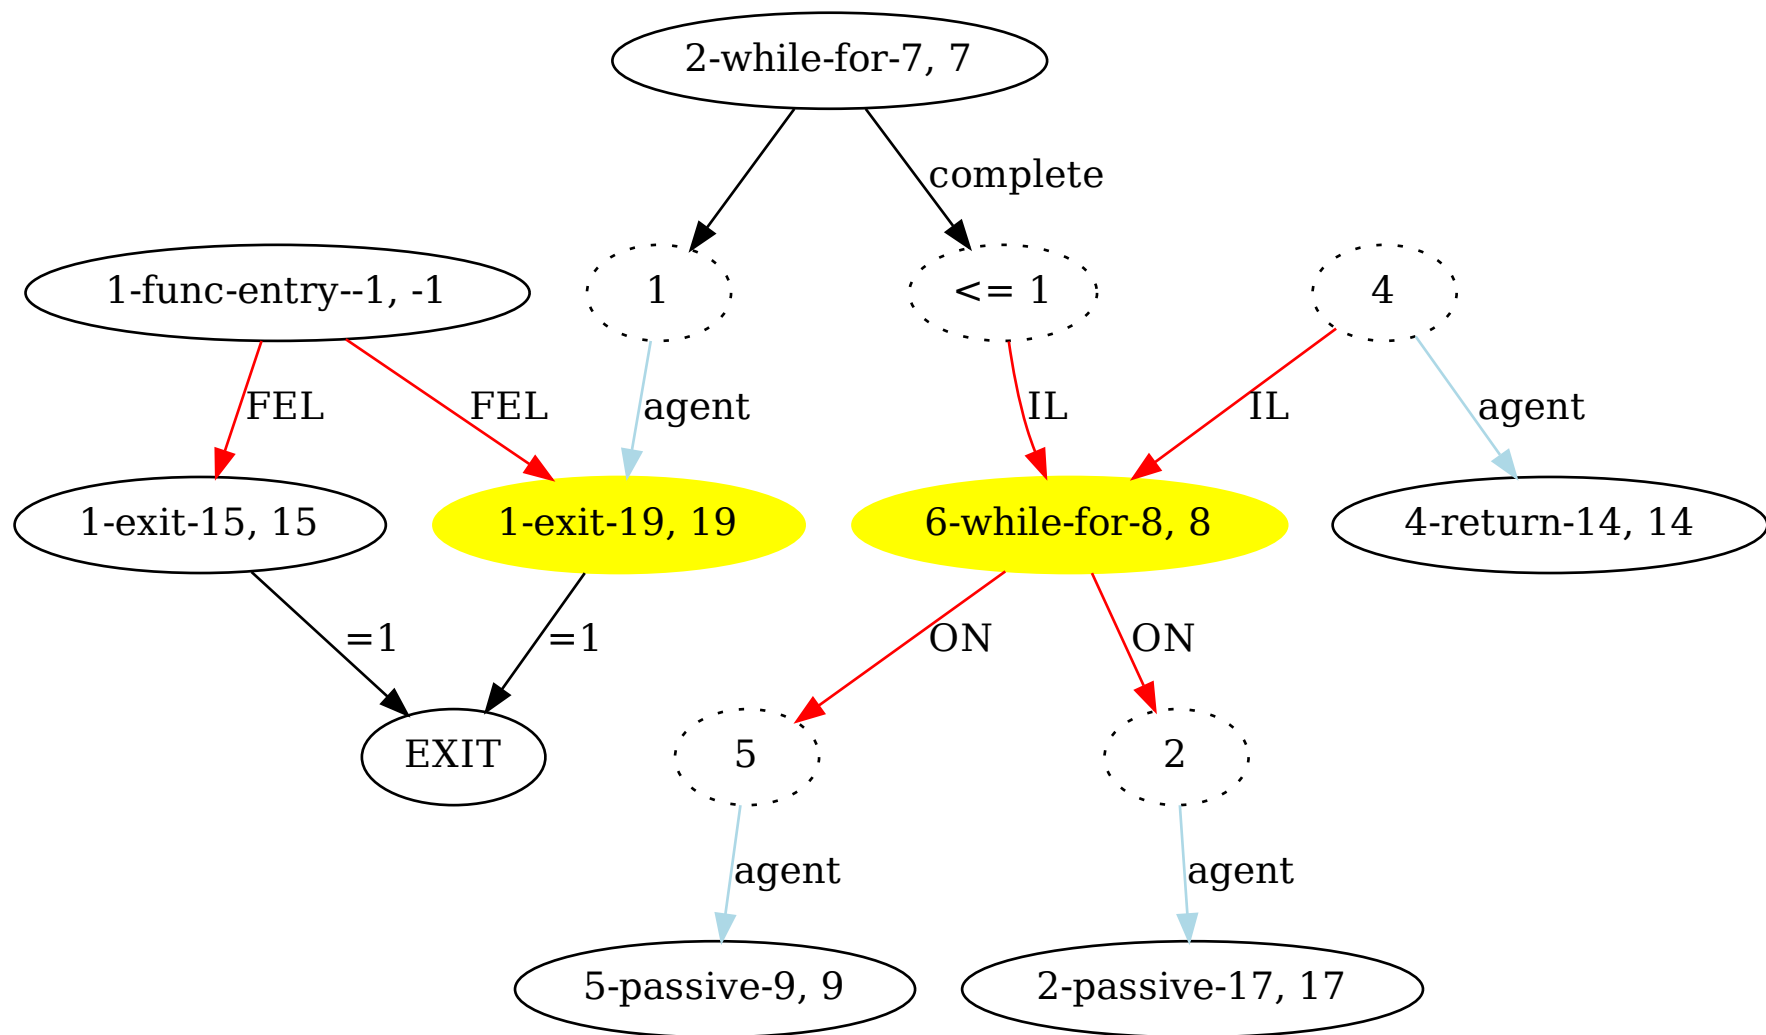 2-while-for-7, 7
complete
1-func-entry--1, -1
1
<= 1
4
FEL
FEL
agent
IL
IL
agent
1-exit-15, 15
1-exit-19, 19
6-while-for-8, 8
4-return-14, 14
=1
=1
ON
ON
EXIT
5
2
agent
agent
5-passive-9, 9
2-passive-17, 17